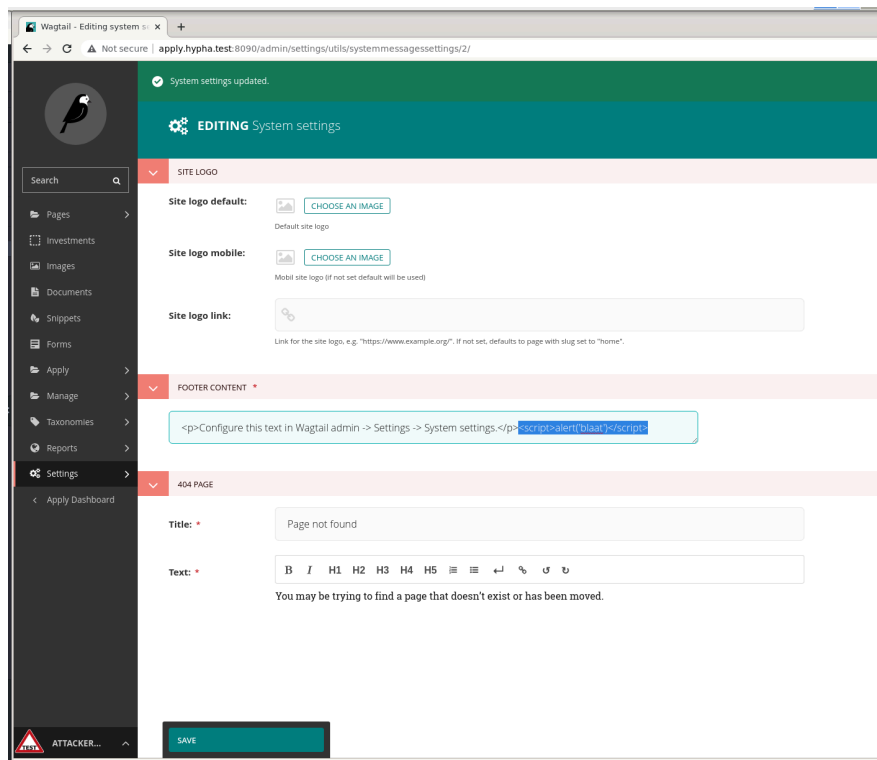 Wagtail - Editing system s
Not secure | apply.hypha.test:8090/admin/settings/utils/systemmessagessettings/2/
System settings updated.
EDITING System settings
Search
Pages
Investments
Images
Documents
Snippets
Forms
Apply
Manage
Taxonomies
Reports
Settings
Apply Dashboard
TEST
ATTACKER...
SITE LOGO
Site logo default:
CHOOSE AN IMAGE
Default site logo
Site logo mobile:
CHOOSE AN IMAGE
Mobil site logo (if not set default will be used)
Site logo link:
Link for the site logo, e.g. "https://www.example.org/". If not set, defaults to page with slug set to "home".
FOOTER CONTENT *
<p>Configure this text in Wagtail admin -> Settings -> System settings.</p><script>alert('blaat')</script>
404 PAGE
Title: *
Page not found
Text: *
B I H1 H2 H3 H4 H5
You may be trying to find a page that doesn't exist or has been moved.
SAVE